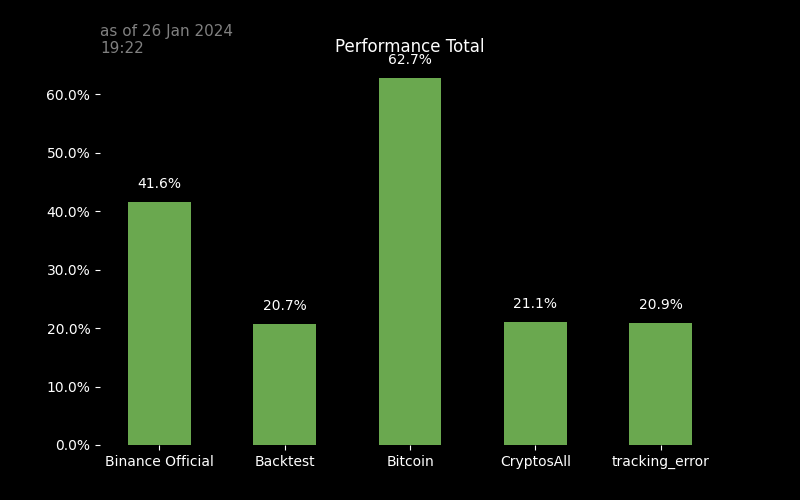 as of 26 Jan 2024
19:22
Performance Total
62.7%
60.0%
50.0%
41.6%
40.0%
30.0%
20.7%
21.1%
20.9%
20.0%
10.0%
0.0%
Binance Official
Backtest
Bitcoin
CryptosAll
tracking_error